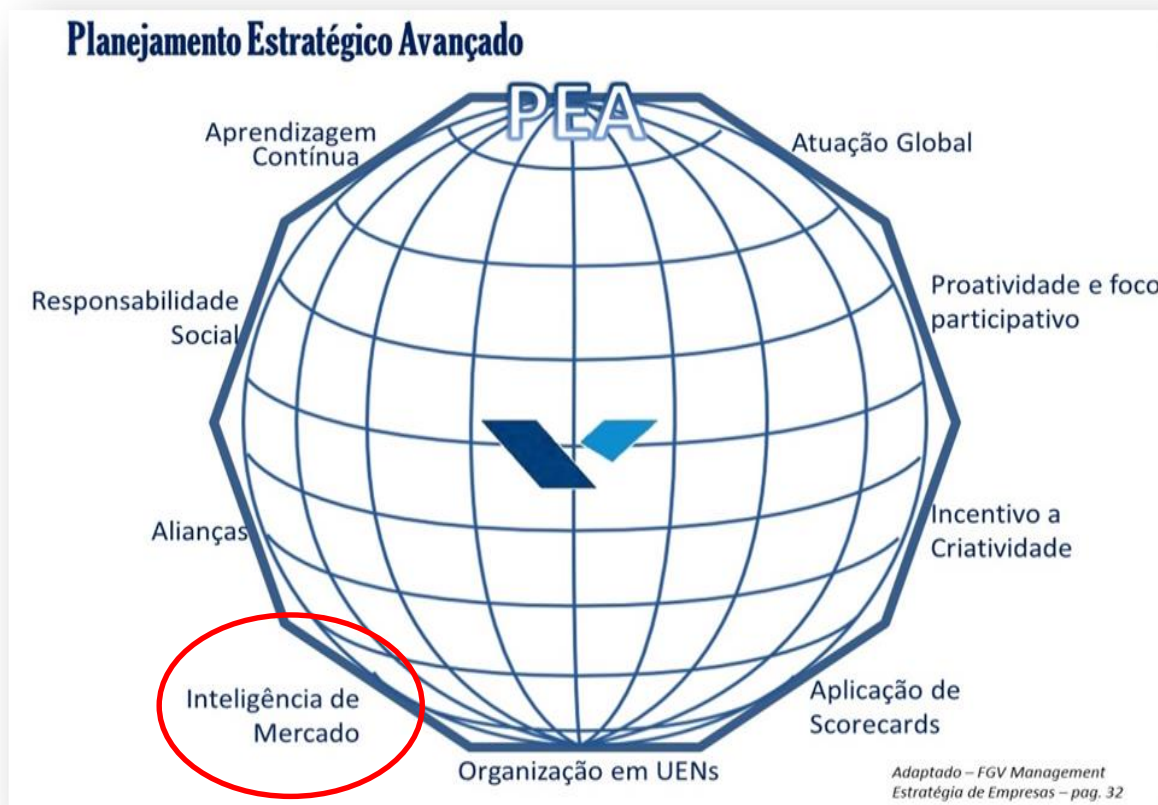 Planejamento Estratégico Avançado
PEA
Aprendizagem
Contínua
Atuação Global
Responsabilidade
Social
Proatividade e foco
participativo
Alianças
Incentivo a
Criatividade
Inteligência de
Mercado
Aplicação de
Scorecards
Organização em UENs
Adaptado – FGV Management
Estratégia de Empresas – pag. 32